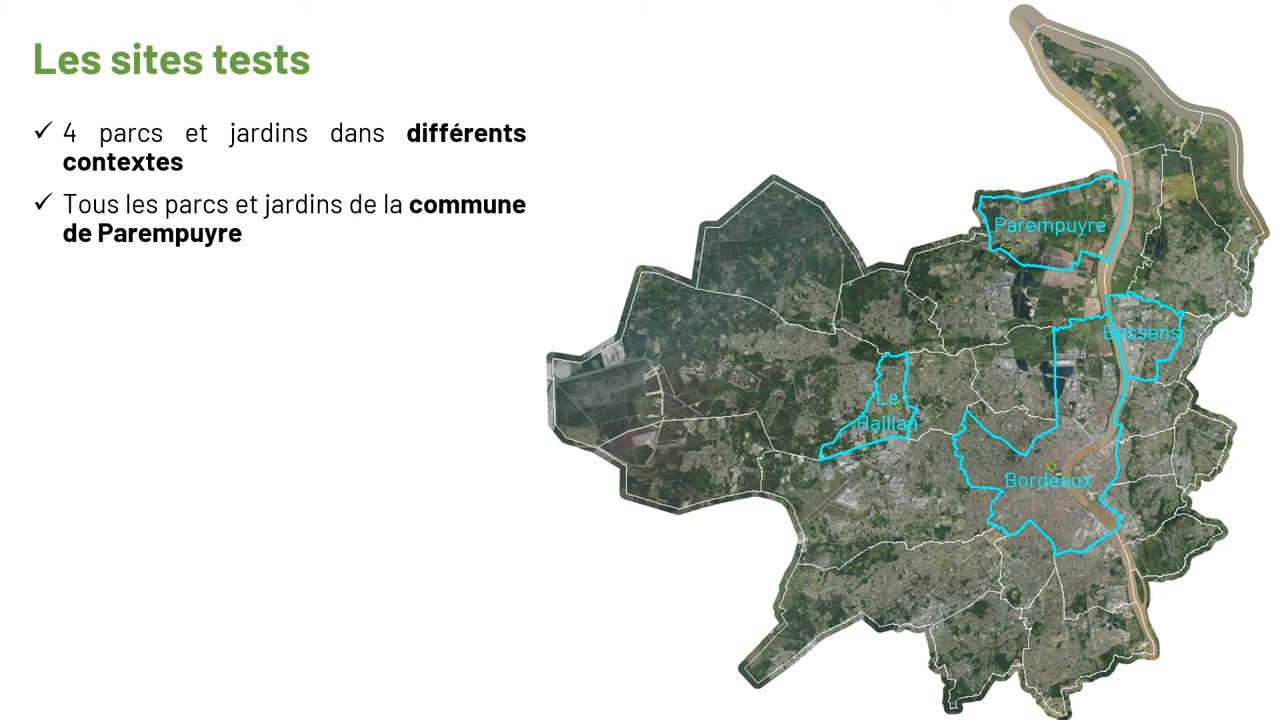 Les sites tests
✓ 4 parcs et jardins dans différents
contextes
✓ Tous les parcs et jardins de la commune
de Parempuyre
Parempuyre
Bassens
Le
Haillan
Bordeaux